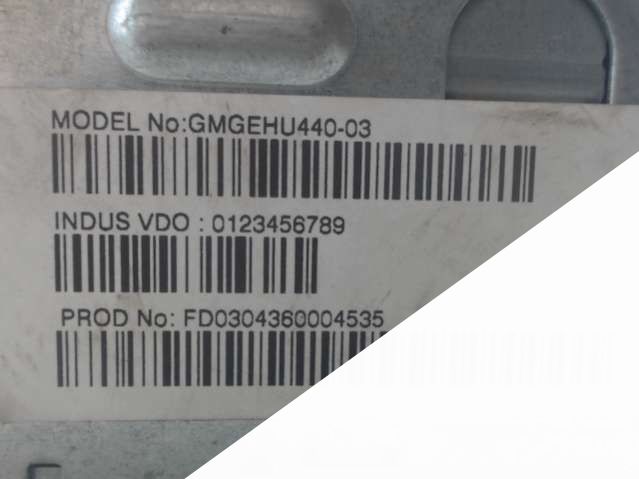 MODEL No:GMGEHU440-03
INDUS VDO : 0123456789
PROD No: FD0304360004535